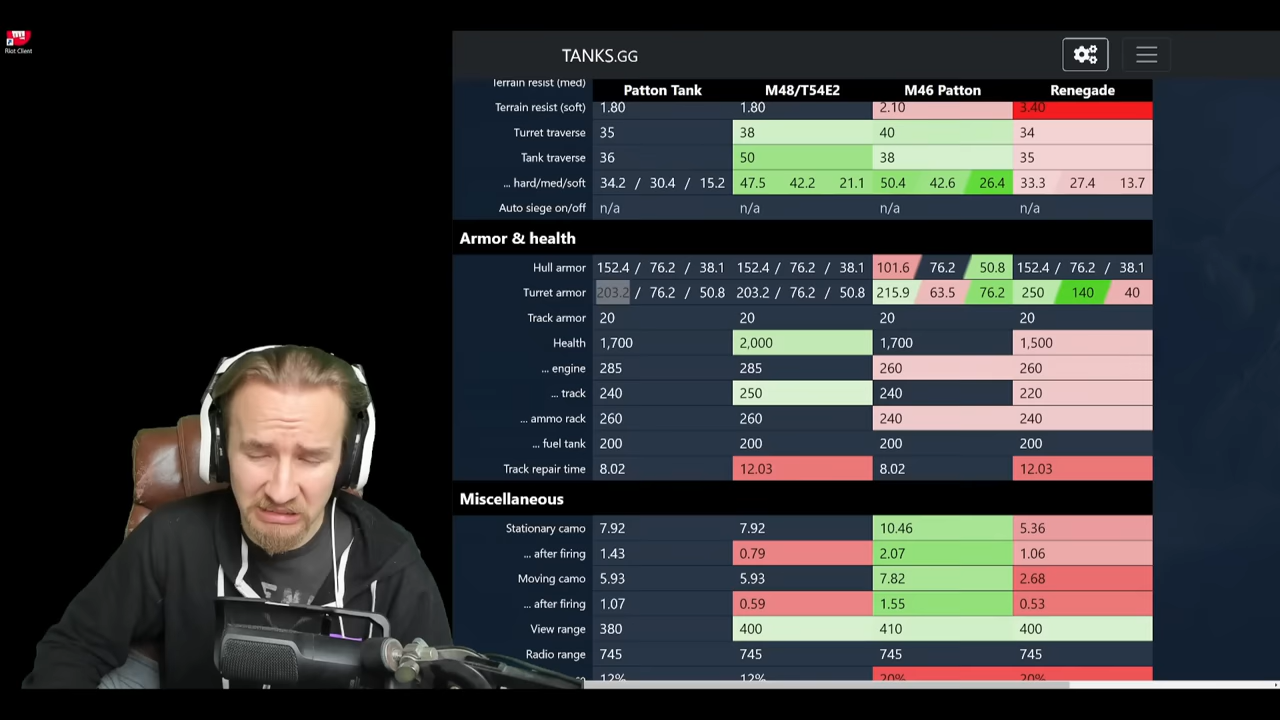 Riot Client
TANKS.GG
Patton Tank M48/T54E2 M46 Patton Renegade
Terrain resist (med)
Terrain resist (soft) 1.80 1.80 2.10 3.40
Turret traverse 35 38 40 34
Tank traverse 36 50 38 35
... hard/med/soft 34.2 / 30.4 / 15.2 47.5 42.2 21.1 50.4 42.6 26.4 33.3 27.4 13.7
Auto siege on/off n/a n/a n/a n/a
Armor & health
Hull armor 152.4 / 76.2 / 38.1 152.4 / 76.2 / 38.1 101.6 76.2 50.8 152.4 / 76.2 / 38.1
Turret armor 203.2 / 76.2 / 50.8 203.2 / 76.2 / 50.8 215.9 63.5 76.2 250 140 40
Track armor 20 20 20 20
Health 1,700 2,000 1,700 1,500
... engine 285 285 260 260
... track 240 250 240 220
... ammo rack 260 260 240 240
... fuel tank 200 200 200 200
Track repair time 8.02 12.03 8.02 12.03
Miscellaneous
Stationary camo 7.92 7.92 10.46 5.36
... after firing 1.43 0.79 2.07 1.06
Moving camo 5.93 5.93 7.82 2.68
... after firing 1.07 0.59 1.55 0.53
View range 380 400 410 400
Radio range 745 745 745 745
12% 12% 20% 20%